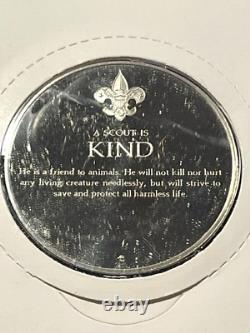 A SCOUT IS
KIND
He is a friend to animals. He will not kill nor hurt
any living creature needlessly, but will strive to
save and protect all harmless life.
ebay